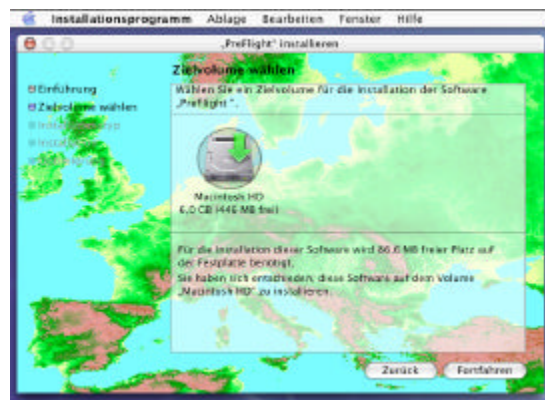 Installationsprogramm Ablage Bearbeiten Fenster Hilfe
„PreFlight" installieren
Zielvolume wählen
Einführung
Zielvolume wählen
Wählen Sie ein Zielvolume für die Installation der Software
„Preflight ".
Macintosh HD
6.0 GB (446 MB frei)
Für die Installation dieser Software wird 86.6 MB freier Platz auf
der Festplatte benötigt.
Sie haben sich entschieden, diese Software auf dem Volume
„Macintosh HD" zu installieren.
Zurück Fortfahren